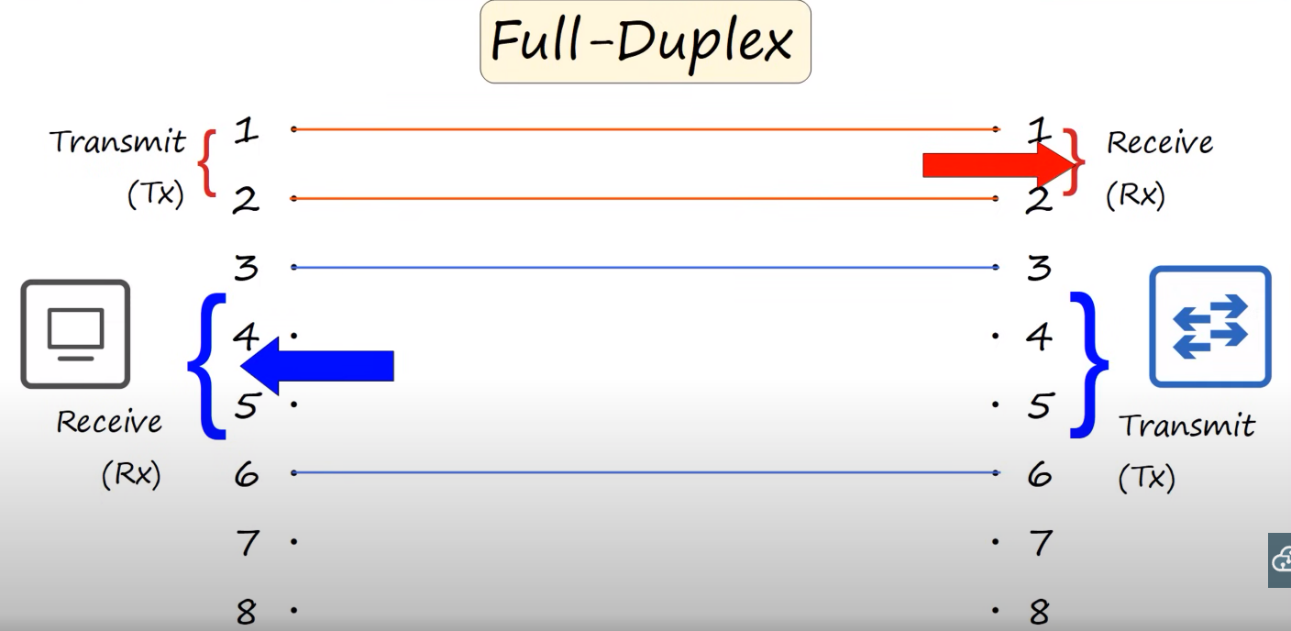 Full-Duplex
Transmit
(Tx)
1
2
3
4
5
6
7
8
Receive
(Rx)
1
2
3
4
5
6
7
8
Receive
(Rx)
Transmit
(Tx)